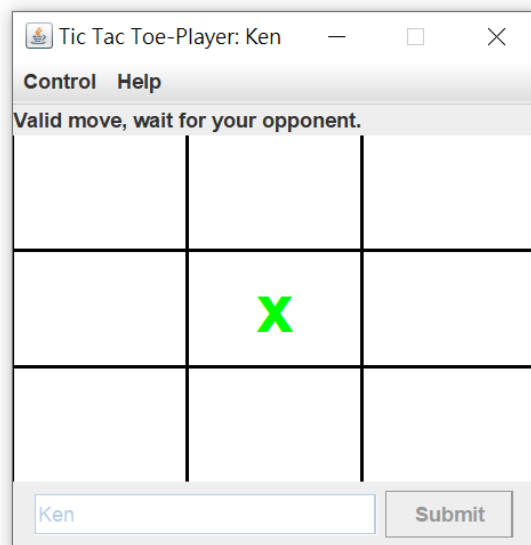 Tic Tac Toe-Player: Ken
Control Help
Valid move, wait for your opponent.
X
Ken Submit